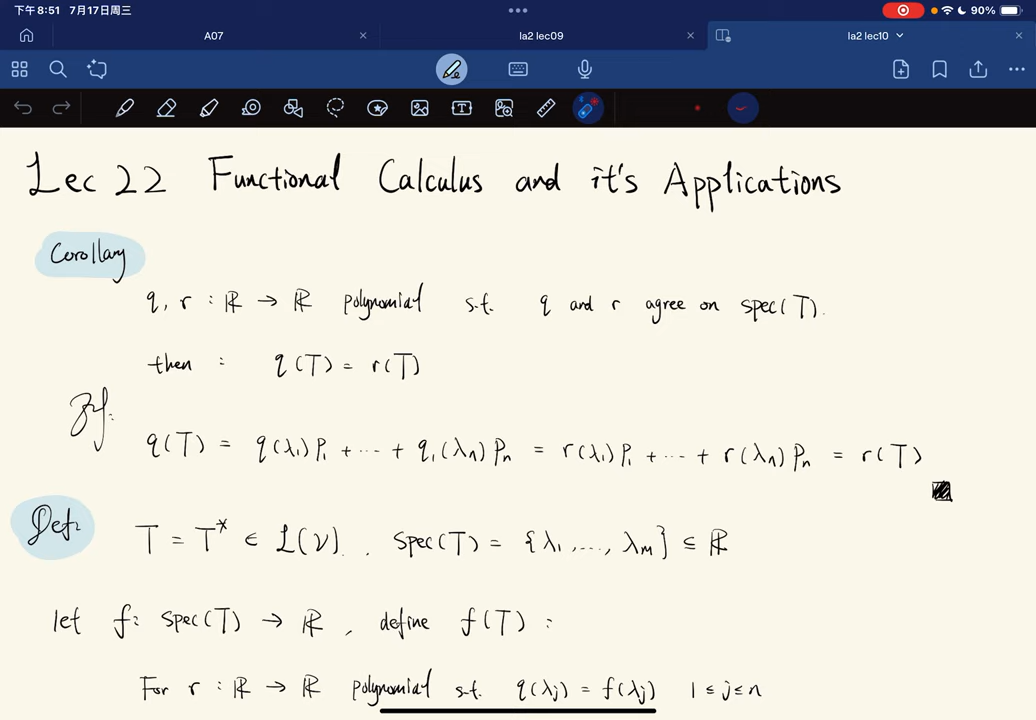 下午8:51 7月17日周三
90%
A07
la2 lec09
la2 lec10
Lec 22 Functional Calculus and it's Applications
Corollary
q, r : ℝ → ℝ polynomial s.t. q and r agree on spec(T).
then : q(T) = r(T)
Pf:
q(T) = q(λ₁)P₁ + ... + q,(λₙ)Pₙ = r(λ₁)P₁ + ... + r(λₙ)Pₙ = r(T)
Def:
T = T* ∈ L(V). , spec(T) = {λ₁, ..., λₘ} ⊆ ℝ
let f: spec(T) → ℝ, define f(T) :
For r : ℝ → ℝ polynomial s.t. q(λⱼ) = f(λⱼ) 1 ≤ j ≤ n